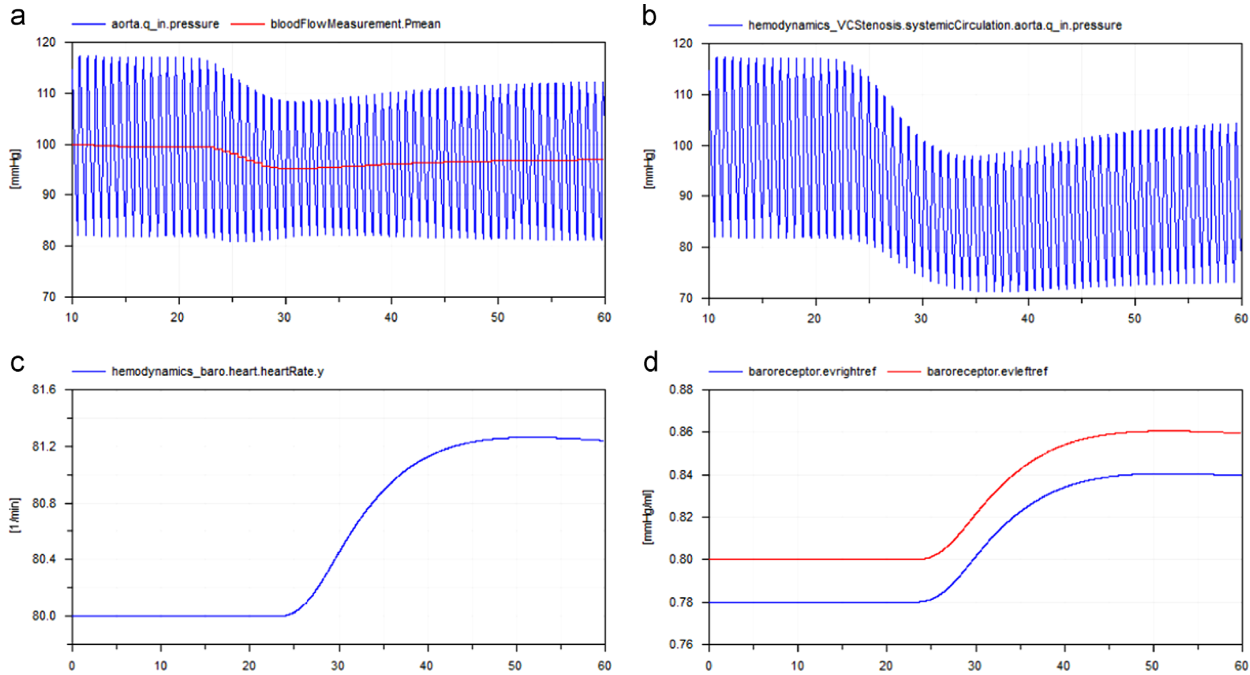 a
aorta.q_in.pressure bloodFlowMeasurement.Pmean
120
110
100
90
80
70
[mmHg]
10 20 30 40 50 60
b
hemodynamics_VCStenosis.systemicCirculation.aorta.q_in.pressure
120
110
100
90
80
70
[mmHg]
10 20 30 40 50 60
c
hemodynamics_baro.heart.heartRate.y
81.6
81.2
80.8
80.4
80.0
[1/min]
0 10 20 30 40 50 60
d
baroreceptor.evrightref baroreceptor.evleftref
0.88
0.86
0.84
0.82
0.80
0.78
0.76
[mmHg/ml]
0 10 20 30 40 50 60